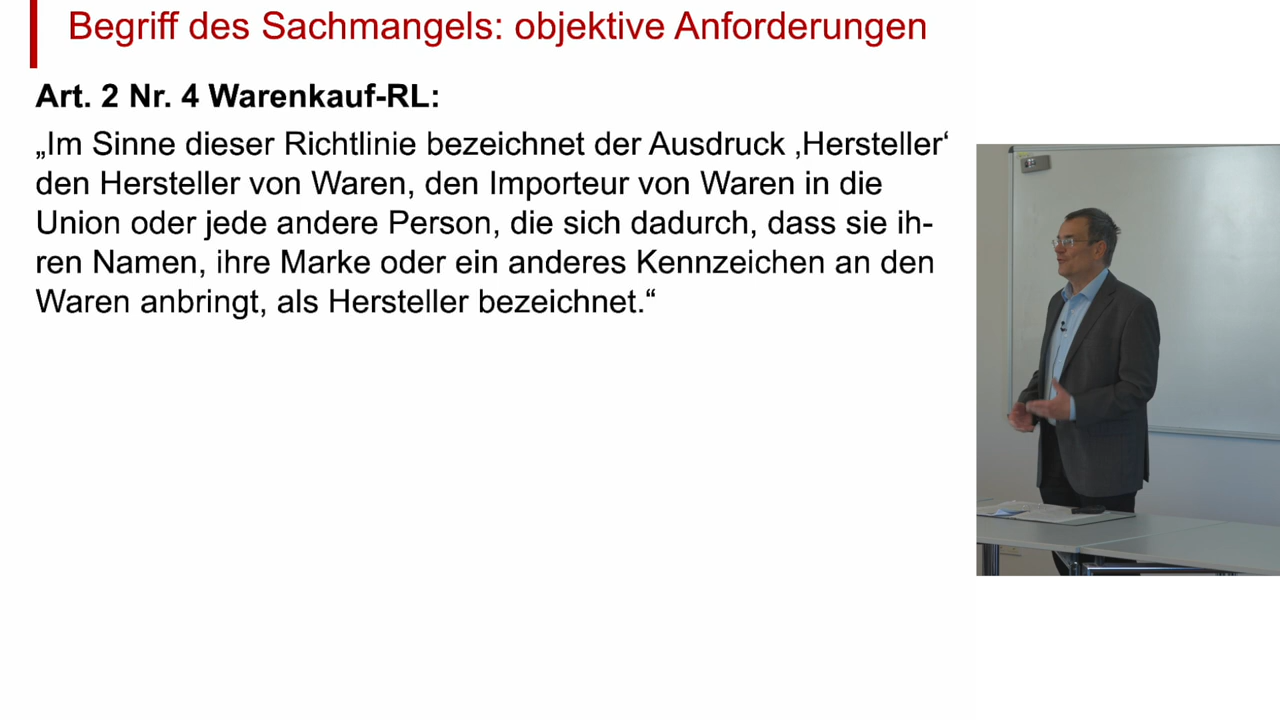 Begriff des Sachmangels: objektive Anforderungen
Art. 2 Nr. 4 Warenkauf-RL:
„Im Sinne dieser Richtlinie bezeichnet der Ausdruck ‚Hersteller‘
den Hersteller von Waren, den Importeur von Waren in die
Union oder jede andere Person, die sich dadurch, dass sie ih-
ren Namen, ihre Marke oder ein anderes Kennzeichen an den
Waren anbringt, als Hersteller bezeichnet.“